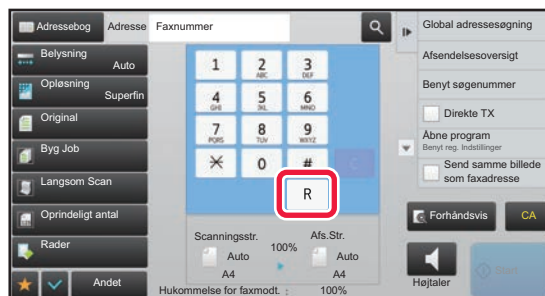 Adressebog
Adresse
Faxnummer
Belysning
Auto
Opløsning
Superfin
Original
Byg Job
Langsom Scan
Oprindeligt antal
Rader
Andet
1
2
ABC
3
DEF
4
GHI
5
JKL
6
MNO
7
PQRS
8
TUV
9
WXYZ
0
#
C
R
Scanningsstr.
100%
Afs.Str.
Auto
Auto
A4
A4
Hukommelse for faxmodt. :
100%
Global adressesøgning
Afsendelsesoversigt
Benyt søgenummer
Direkte TX
Åbne program
Benyt reg. Indstillinger
Send samme billede
som faxadresse
Forhåndsvis
CA
Højtaler
Start